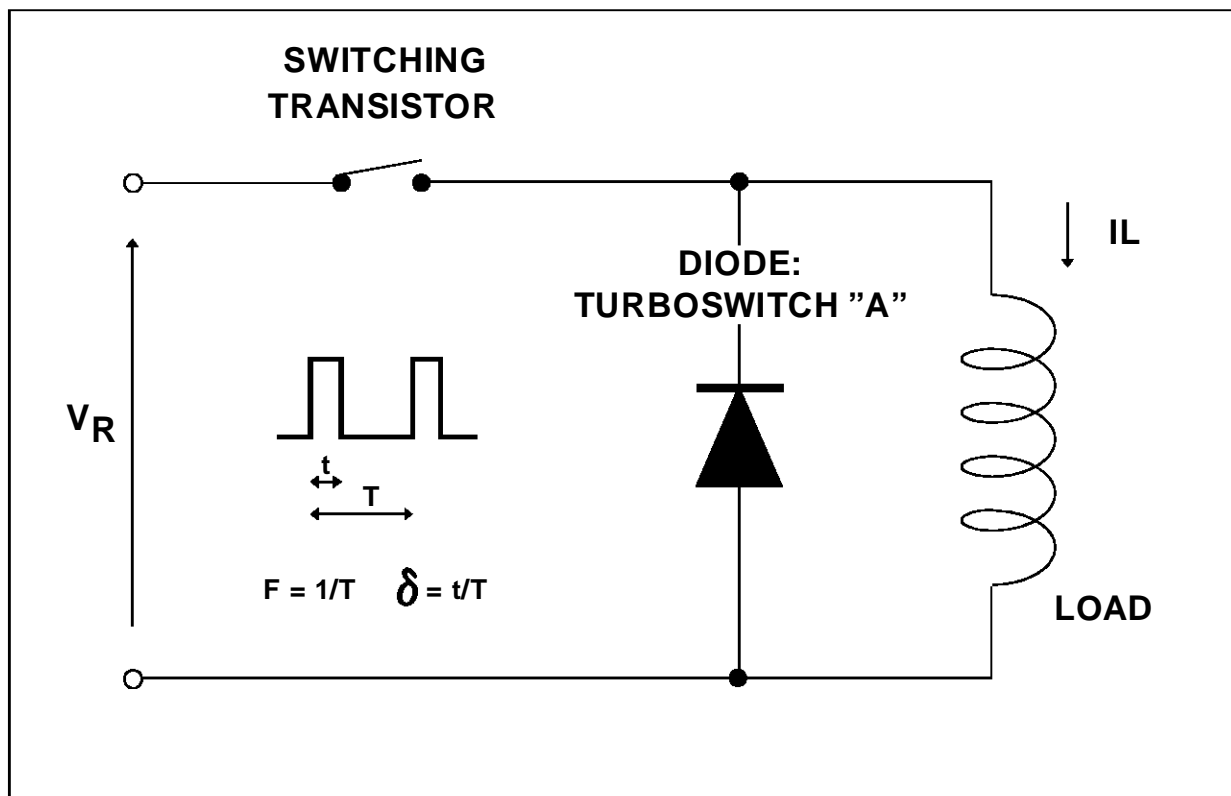 SWITCHING
TRANSISTOR
IL
DIODE:
TURBOSWITCH ”A”
VR
t
T
F = 1/T δ = t/T
LOAD